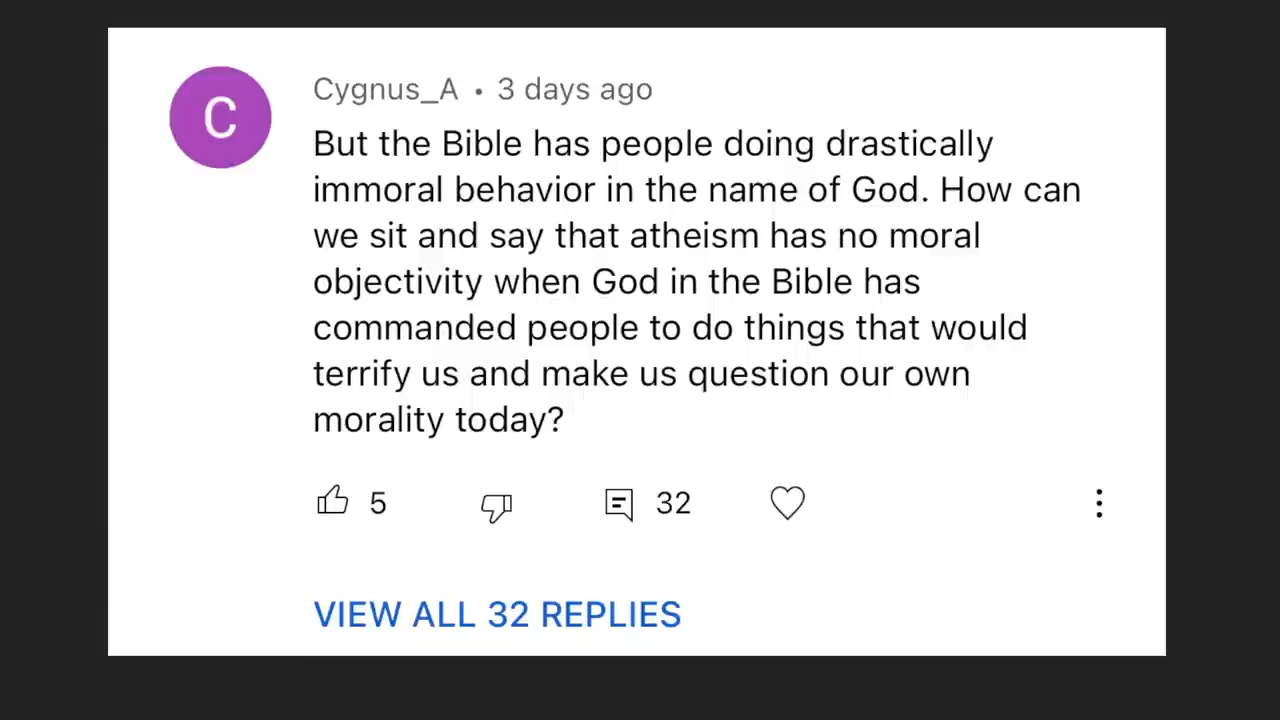 C
Cygnus_A • 3 days ago
But the Bible has people doing drastically
immoral behavior in the name of God. How can
we sit and say that atheism has no moral
objectivity when God in the Bible has
commanded people to do things that would
terrify us and make us question our own
morality today?
5 32
VIEW ALL 32 REPLIES